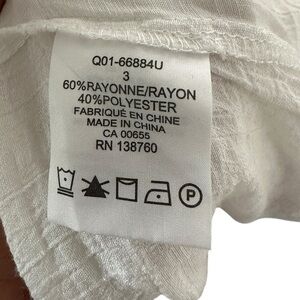 Q01-66884U
3
60%RAYONNE/RAYON
40%POLYESTER
FABRIQUÉ EN CHINE
MADE IN CHINA
CA 00655
RN 138760
P